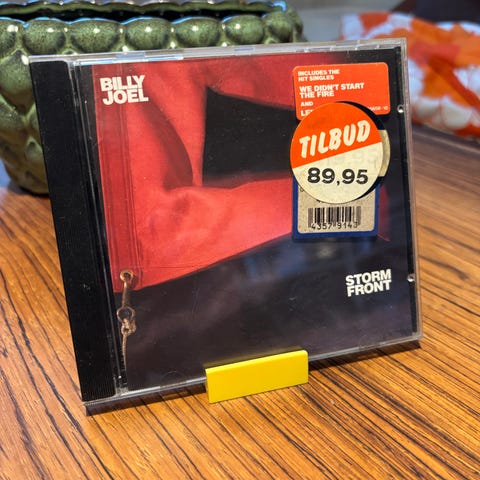 BILLY
JOEL
INCLUDES THE
HIT SINGLES
WE DIDN'T START
THE FIRE
AND
TILBUD
89,95
STORM
FRONT